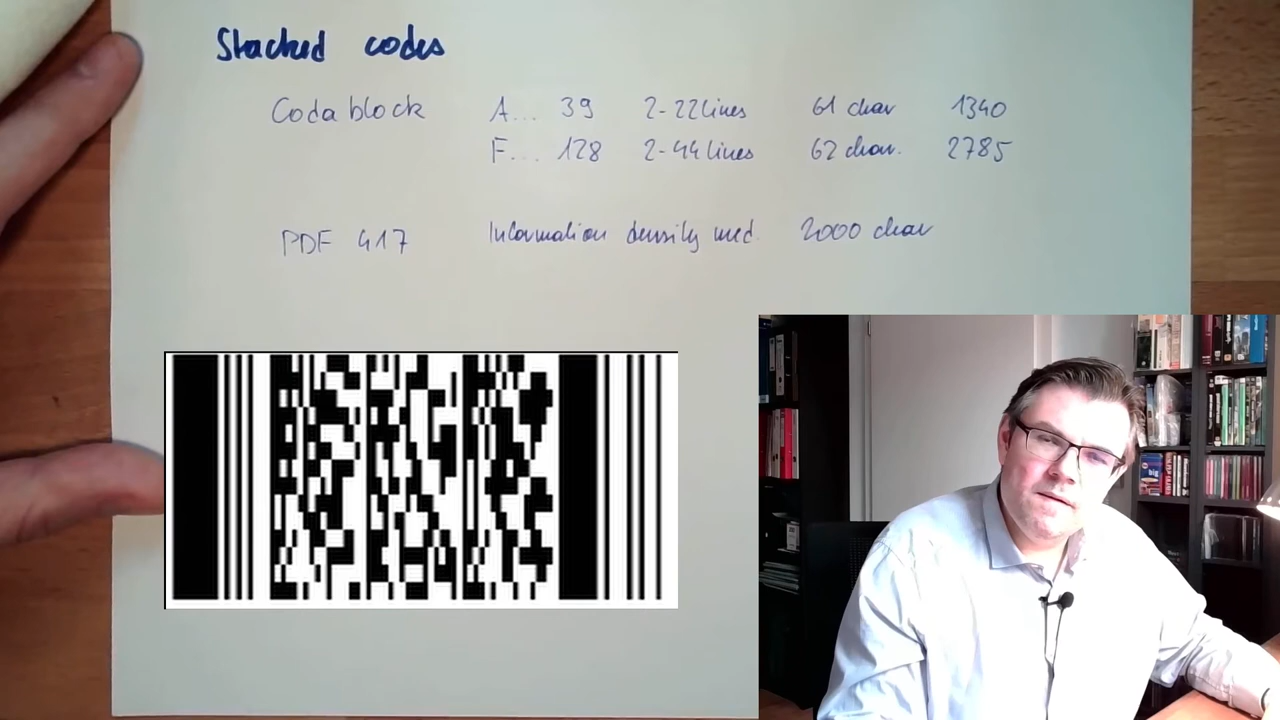 Stacked codes
Codablock A... 39 2-22 lines 61 char 1340
F... 128 2-44 lines 62 char. 2785
PDF 417 Information density med. 2000 char